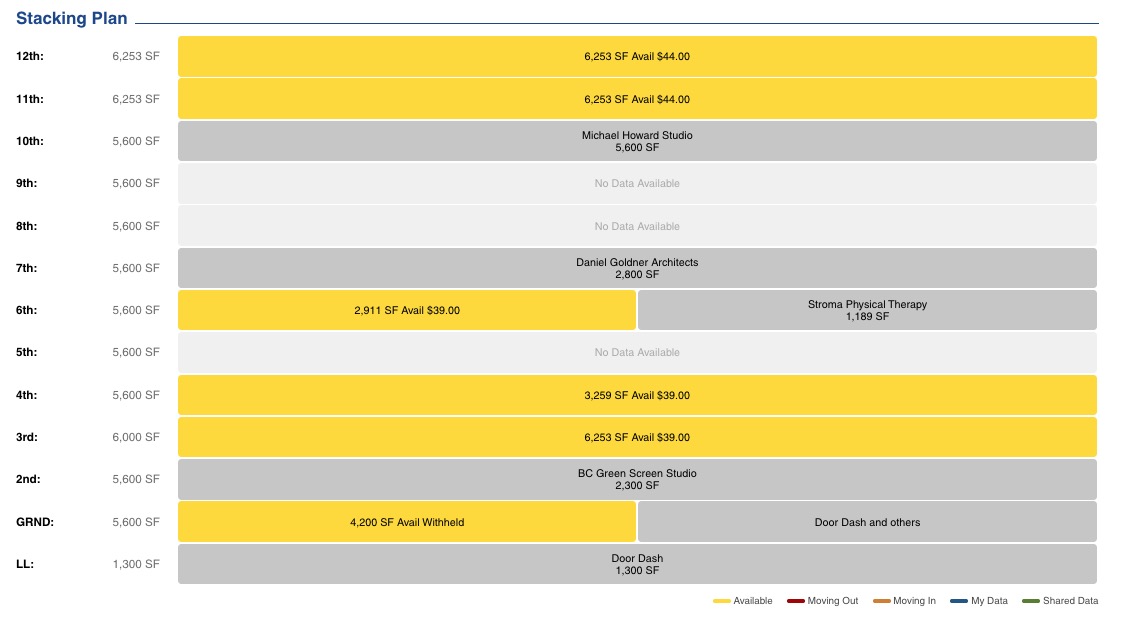 Stacking Plan
12th: 6,253 SF 6,253 SF Avail $44.00
11th: 6,253 SF 6,253 SF Avail $44.00
10th: 5,600 SF Michael Howard Studio
5,600 SF
9th: 5,600 SF No Data Available
8th: 5,600 SF No Data Available
7th: 5,600 SF Daniel Goldner Architects
2,800 SF
6th: 5,600 SF 2,911 SF Avail $39.00 Stroma Physical Therapy
1,189 SF
5th: 5,600 SF No Data Available
4th: 5,600 SF 3,259 SF Avail $39.00
3rd: 6,000 SF 6,253 SF Avail $39.00
2nd: 5,600 SF BC Green Screen Studio
2,300 SF
GRND: 5,600 SF 4,200 SF Avail Withheld Door Dash and others
LL: 1,300 SF Door Dash
1,300 SF
Available Moving Out Moving In My Data Shared Data